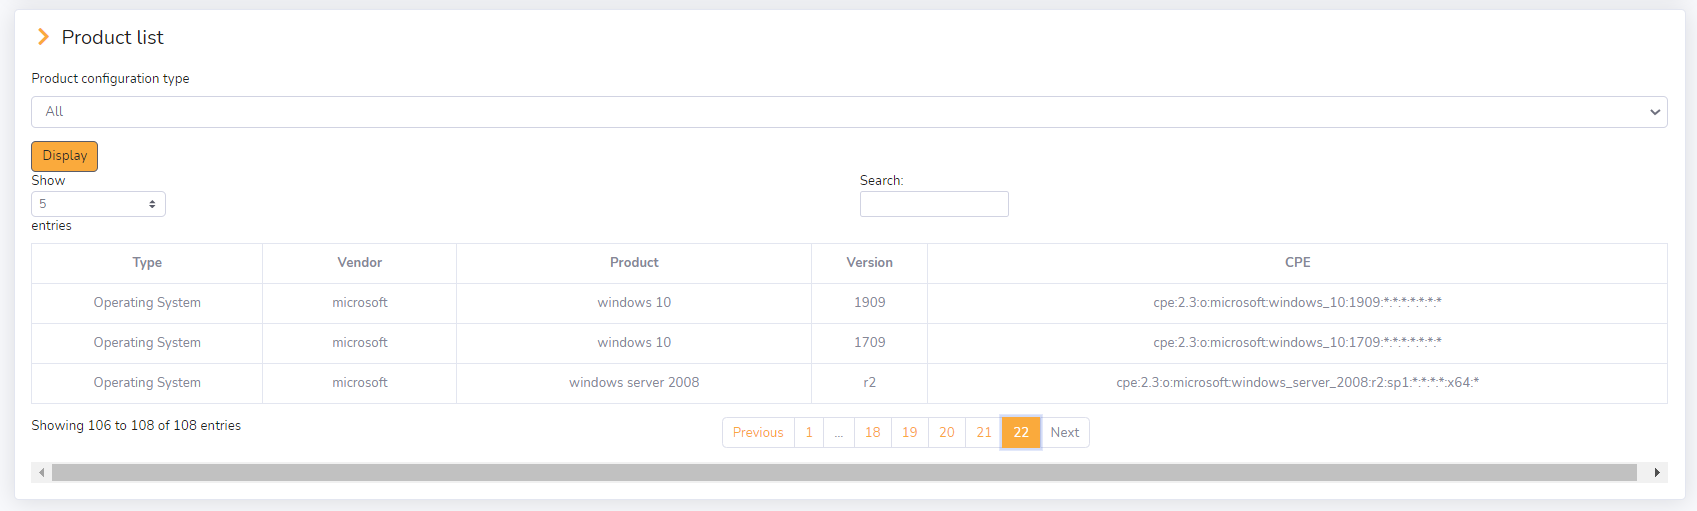 Product list
Product configuration type
All
Display
Show
Search:
5
entries
Type Vendor Product Version CPE
Operating System microsoft windows 10 1909 cpe:2.3:o:microsoft:windows_10:1909:*:*:*:*:*:*:*
Operating System microsoft windows 10 1709 cpe:2.3:o:microsoft:windows_10:1709:*:*:*:*:*:*:*
Operating System microsoft windows server 2008 r2 cpe:2.3:o:microsoft:windows_server_2008:r2:sp1:*:*:*:*:x64:*
Showing 106 to 108 of 108 entries
Previous 1 ... 18 19 20 21 22 Next